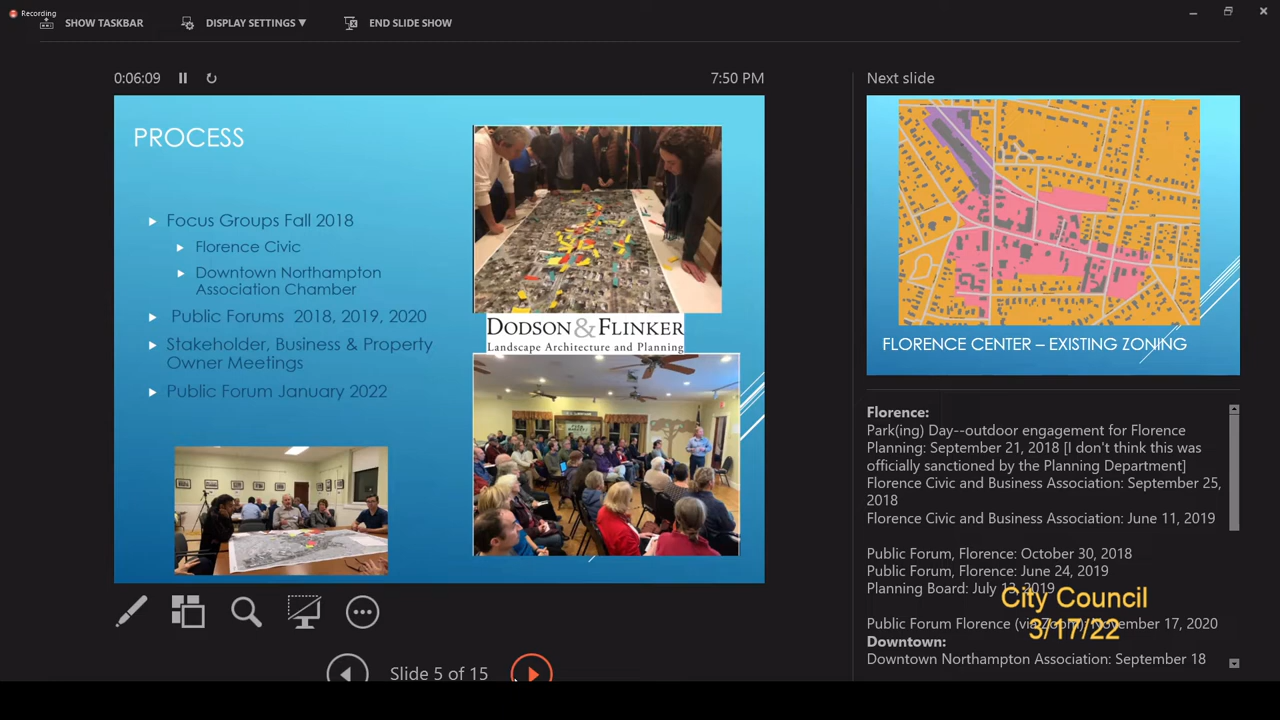 Recording
SHOW TASKBAR
DISPLAY SETTINGS ▼
END SLIDE SHOW
0:06:09
7:50 PM
PROCESS
Focus Groups Fall 2018
Florence Civic
Downtown Northampton
Association Chamber
Public Forums 2018, 2019, 2020
Stakeholder, Business & Property
Owner Meetings
Public Forum January 2022
DODSON & FLINKER
Landscape Architecture and Planning
Slide 5 of 15
Next slide
FLORENCE CENTER – EXISTING ZONING
Florence:
Park(ing) Day--outdoor engagement for Florence
Planning: September 21, 2018 [I don't think this was
officially sanctioned by the Planning Department]
Florence Civic and Business Association: September 25,
2018
Florence Civic and Business Association: June 11, 2019
Public Forum, Florence: October 30, 2018
Public Forum, Florence: June 24, 2019
Planning Board: July 2019
Public Forum Florence (via Zoom): November 17, 2020
Downtown:
Downtown Northampton Association: September 18
City Council
3/17/22